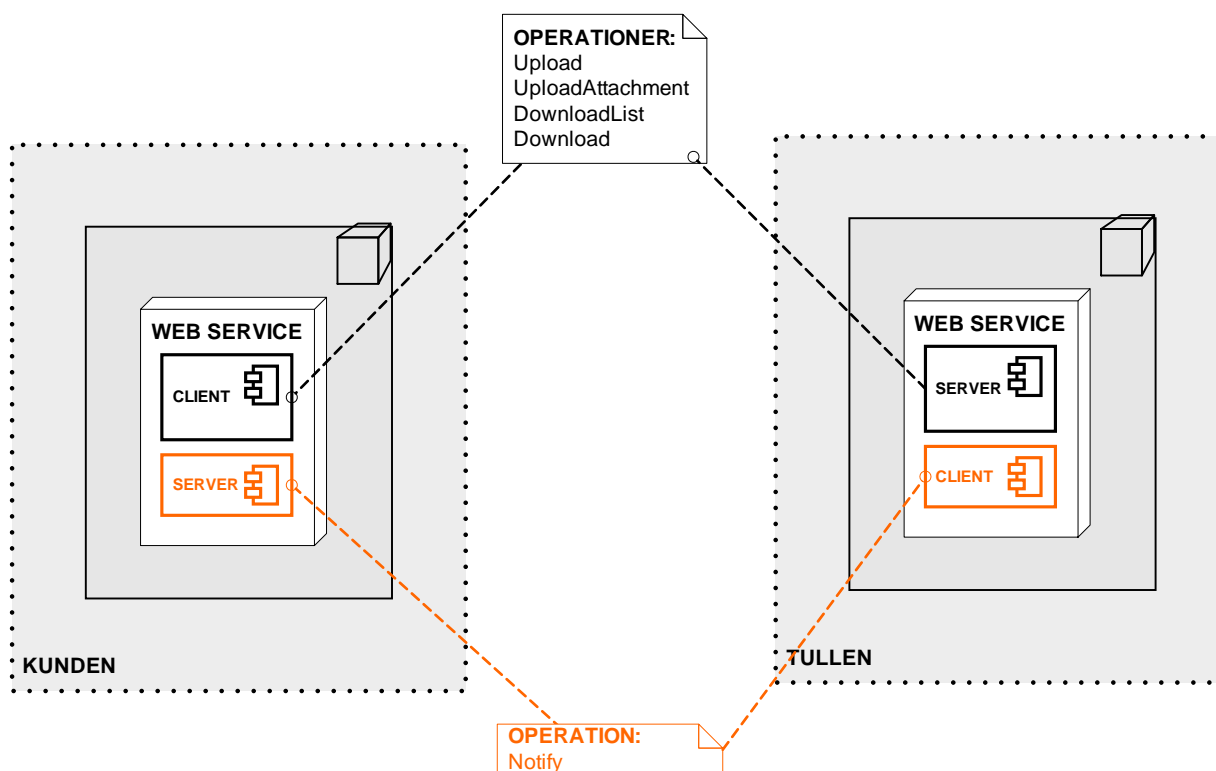 OPERATIONER:
Upload
UploadAttachment
DownloadList
Download
WEB SERVICE
CLIENT
SERVER
KUNDEN
WEB SERVICE
SERVER
CLIENT
TULLEN
OPERATION:
Notify